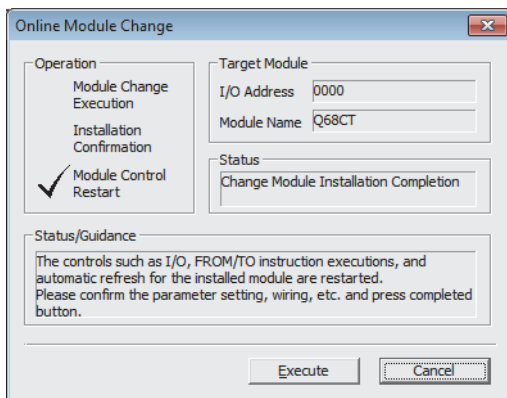 Online Module Change
Operation
Module Change
Execution
Installation
Confirmation
Module Control
Restart
Target Module
I/O Address 0000
Module Name Q68CT
Status
Change Module Installation Completion
Status/Guidance
The controls such as I/O, FROM/TO instruction executions, and
automatic refresh for the installed module are restarted.
Please confirm the parameter setting, wiring, etc. and press completed
button.
Execute Cancel